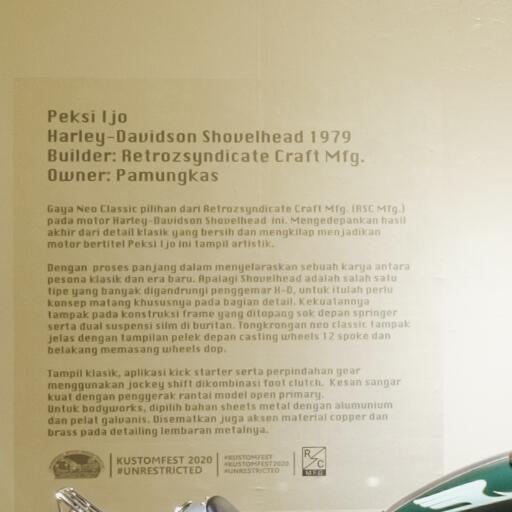 Peksi Ijo
Harley-Davidson Shovelhead 1979
Builder: Retrozsyndicate Craft Mfg.
Owner: Pamungkas
Gaya Neo Classic pilihan dari Retrozsyndicate Craft Mfg. (RSC Mfg.)
pada motor Harley-Davidson Shovelhead ini. Mengedepankan hasil
akhir dari detail klasik yang bersih dan mengkilap menjadikan
motor bertitel Peksi Ijo ini tampil artistik.
Dengan proses panjang dalam menyelaraskan sebuah karya antara
pesona klasik dan era baru. Apalagi Shovelhead adalah salah satu
tipe yang banyak digandrungi penggemar H-D, untuk itulah perlu
konsep matang khususnya pada bagian detail. Kekuatannya
tampak pada konstruksi frame yang ditopang sok depan springer
serta dual suspensi silm di buritan. Tongkrongan neo classic tampak
jelas dengan tampilan pelek depan casting wheels 12 spoke dan
belakang memasang wheels dop.
Tampil klasik, aplikasi kick starter serta perpindahan gear
menggunakan jockey shift dikombinasi foot clutch. Kesan sangar
kuat dengan penggerak rantai model open primary.
Untuk bodyworks, dipilih bahan sheets metal dengan alumunium
dan pelat galvanis. Disematkan juga aksen material copper dan
brass pada detailing lembaran metalnya.
KUSTOMFEST 2020
#UNRESTRICTED
#KUSTOMFEST
#KUSTOMFEST2020
#UNRESTRICTED
RSC
MFG